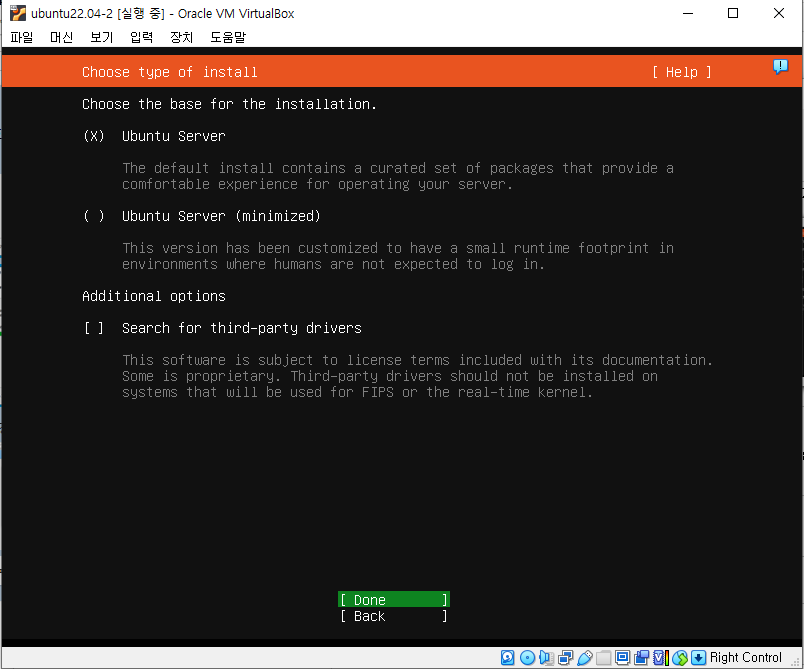 ubuntu22.04-2 [실행 중] - Oracle VM VirtualBox
파일 머신 보기 입력 장치 도움말
Choose type of install [ Help ]
Choose the base for the installation.
(X) Ubuntu Server
The default install contains a curated set of packages that provide a
comfortable experience for operating your server.
( ) Ubuntu Server (minimized)
This version has been customized to have a small runtime footprint in
environments where humans are not expected to log in.
Additional options
[ ] Search for third-party drivers
This software is subject to license terms included with its documentation.
Some is proprietary. Third-party drivers should not be installed on
systems that will be used for FIPS or the real-time kernel.
[ Done ]
[ Back ]
Right Control